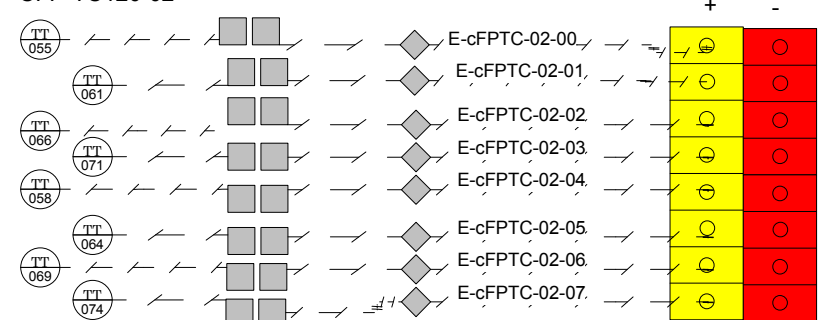 + -
TT
055
E-cFPTC-02-00
TT
061
E-cFPTC-02-01
TT
066
E-cFPTC-02-02
TT
071
E-cFPTC-02-03
TT
058
E-cFPTC-02-04
TT
064
E-cFPTC-02-05
TT
069
E-cFPTC-02-06
TT
074
E-cFPTC-02-07